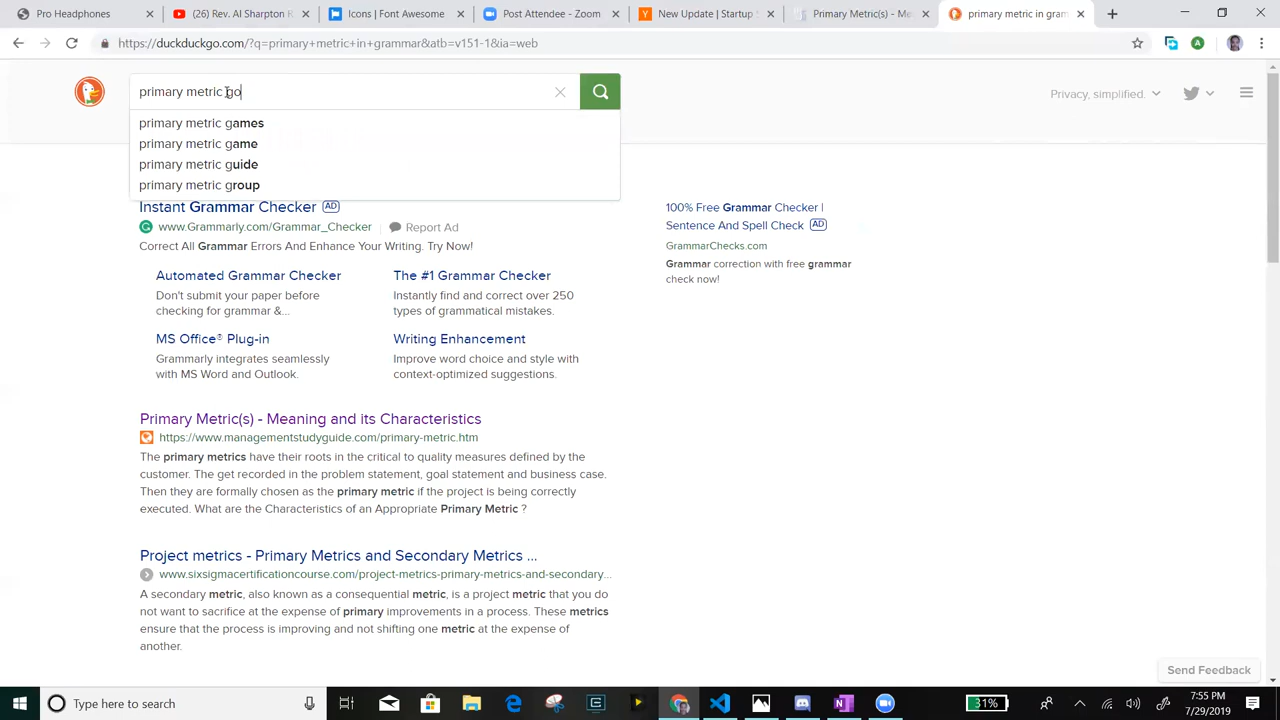 Pro Headphones
(26) Rev. Al Sharpton R
Icons | Font Awesome
Post Attendee - Zoom
Y New Update | Startup S
Primary Metric(s) - Me
primary metric in gram
https://duckduckgo.com/?q=primary+metric+in+grammar&atb=v151-1&ia=web
A
primary metric go
Privacy, simplified.
primary metric games
primary metric game
primary metric guide
primary metric group
Instant Grammar Checker AD
www.Grammarly.com/Grammar_Checker Report Ad
Correct All Grammar Errors And Enhance Your Writing. Try Now!
Automated Grammar Checker
Don't submit your paper before
checking for grammar &...
The #1 Grammar Checker
Instantly find and correct over 250
types of grammatical mistakes.
MS Office® Plug-in
Grammarly integrates seamlessly
with MS Word and Outlook.
Writing Enhancement
Improve word choice and style with
context-optimized suggestions.
100% Free Grammar Checker |
Sentence And Spell Check AD
GrammarChecks.com
Grammar correction with free grammar
check now!
Primary Metric(s) - Meaning and its Characteristics
https://www.managementstudyguide.com/primary-metric.htm
The primary metrics have their roots in the critical to quality measures defined by the
customer. The get recorded in the problem statement, goal statement and business case.
Then they are formally chosen as the primary metric if the project is being correctly
executed. What are the Characteristics of an Appropriate Primary Metric ?
Project metrics - Primary Metrics and Secondary Metrics ...
www.sixsigmacertificationcourse.com/project-metrics-primary-metrics-and-secondary...
A secondary metric, also known as a consequential metric, is a project metric that you do
not want to sacrifice at the expense of primary improvements in a process. These metrics
ensure that the process is improving and not shifting one metric at the expense of
another.
Send Feedback
Type here to search
31%
7:55 PM
7/29/2019